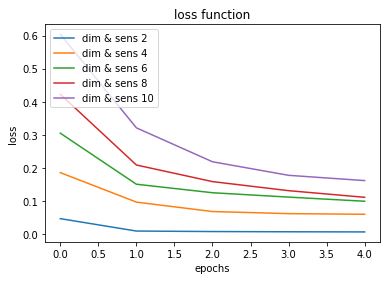 loss function
0.6
0.5
0.4
0.3
0.2
0.1
0.0
loss
dim & sens 2
dim & sens 4
dim & sens 6
dim & sens 8
dim & sens 10
0.0 0.5 1.0 1.5 2.0 2.5 3.0 3.5 4.0
epochs